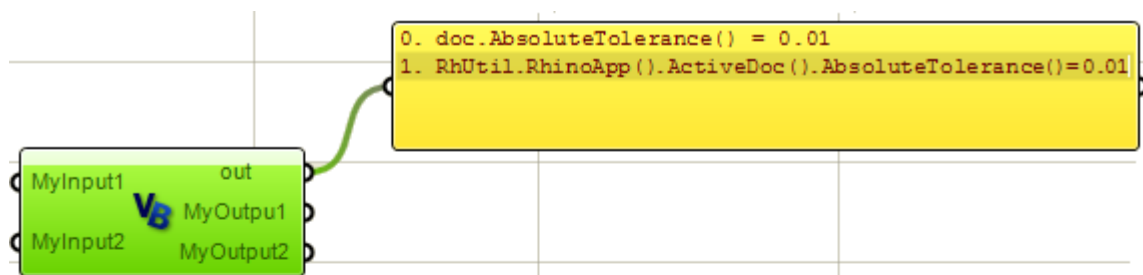 0. doc.AbsoluteTolerance() = 0.01
1. RhUtil.RhinoApp().ActiveDoc().AbsoluteTolerance()=0.01
MyInput1
out
VB
MyOutpu1
MyInput2
MyOutput2